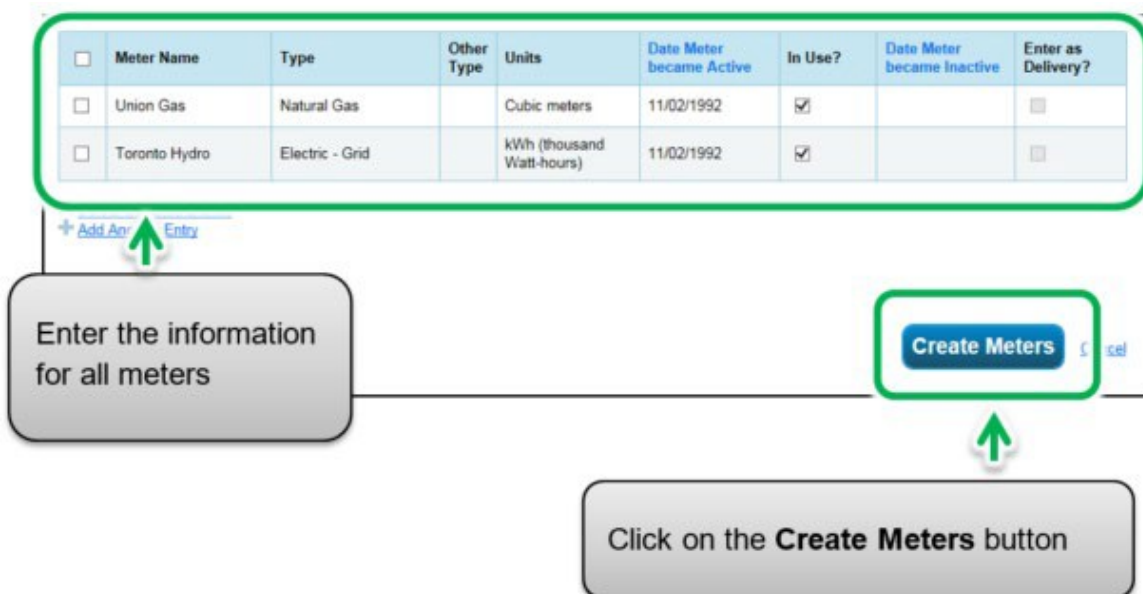 Meter Name Type Other Type Units Date Meter became Active In Use? Date Meter became Inactive Enter as Delivery?
Union Gas Natural Gas Cubic meters 11/02/1992
Toronto Hydro Electric - Grid kWh (thousand Watt-hours) 11/02/1992
Add Entry
Enter the information
for all meters
Create Meters
Click on the Create Meters button